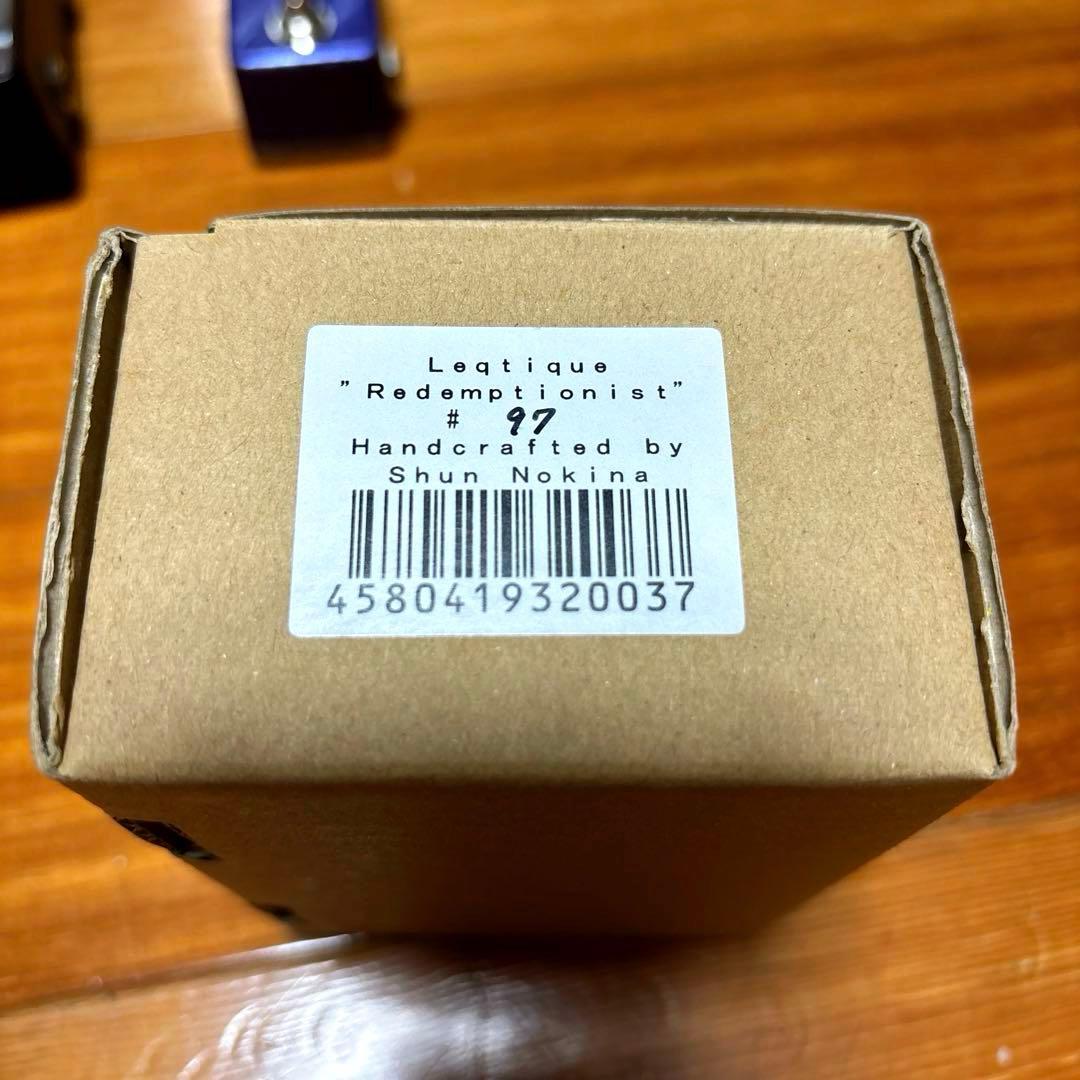 Leqtique
"Redemptionist"
# 97
Handcrafted by
Shun Nokina
4580419320037